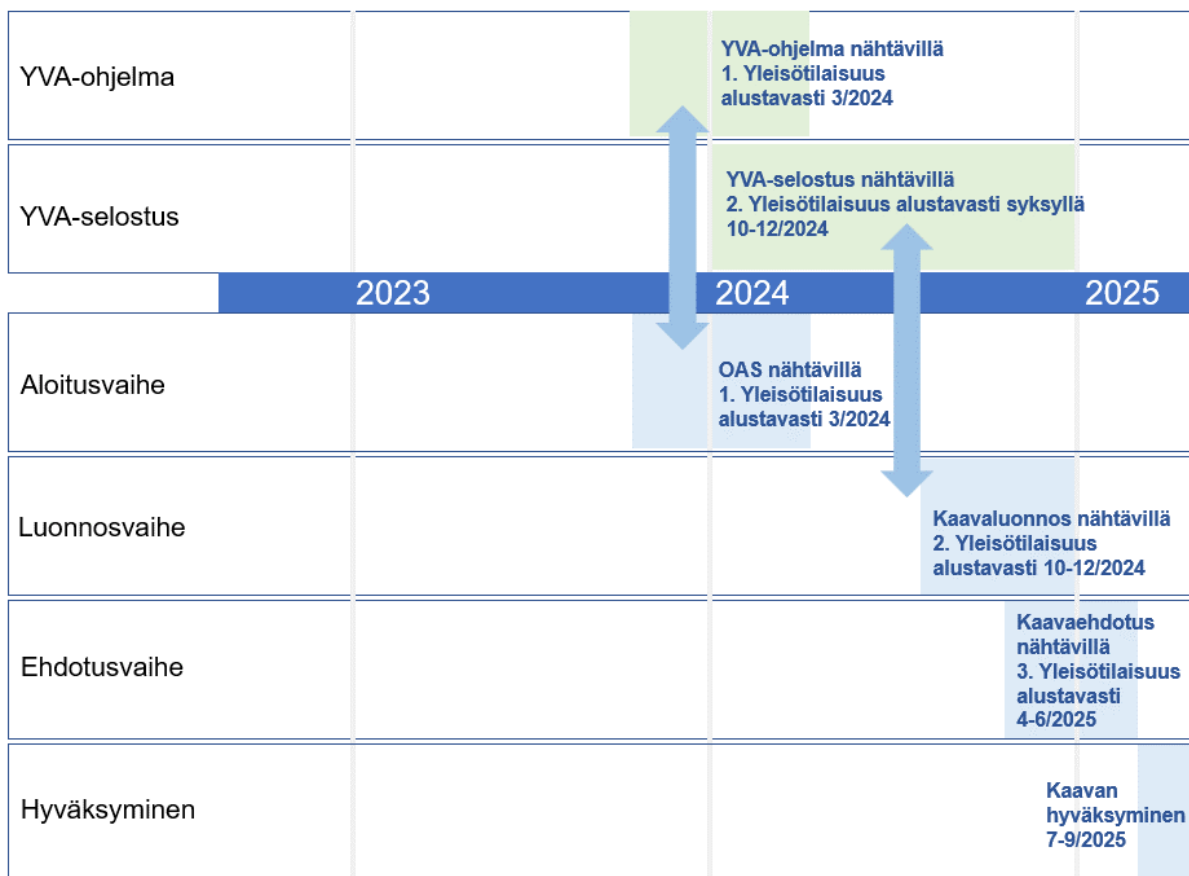 YVA-ohjelma
YVA-ohjelma nähtävillä
1. Yleisötilaisuus
alustavasti 3/2024
YVA-selostus
YVA-selostus nähtävillä
2. Yleisötilaisuus alustavasti syksyllä
10-12/2024
2023 2024 2025
Aloitusvaihe
OAS nähtävillä
1. Yleisötilaisuus
alustavasti 3/2024
Luonnosvaihe
Kaavaluonnos nähtävillä
2. Yleisötilaisuus
alustavasti 10-12/2024
Ehdotusvaihe
Kaavaehdotus
nähtävillä
3. Yleisötilaisuus
alustavasti
4-6/2025
Hyväksyminen
Kaavan
hyväksyminen
7-9/2025